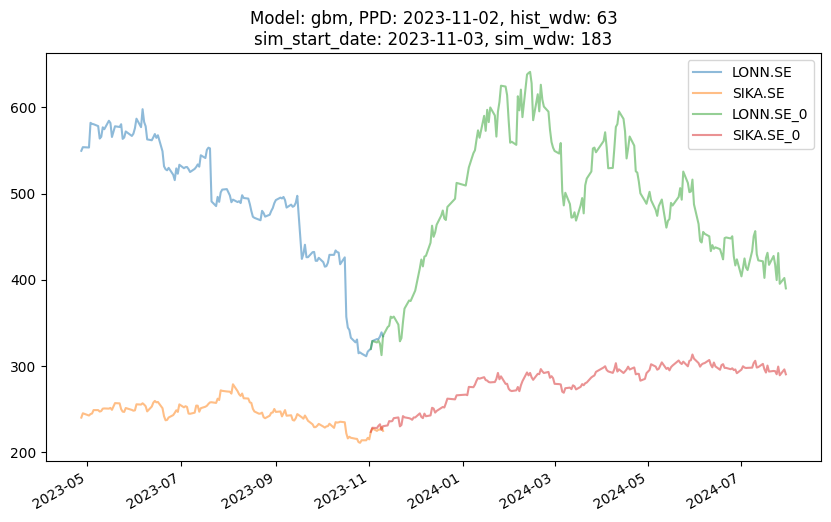 Model: gbm, PPD: 2023-11-02, hist_wdw: 63
sim_start_date: 2023-11-03, sim_wdw: 183
LONN.SE
SIKA.SE
LONN.SE_0
SIKA.SE_0
600
500
400
300
200
2023-05
2023-07
2023-09
2023-11
2024-01
2024-03
2024-05
2024-07